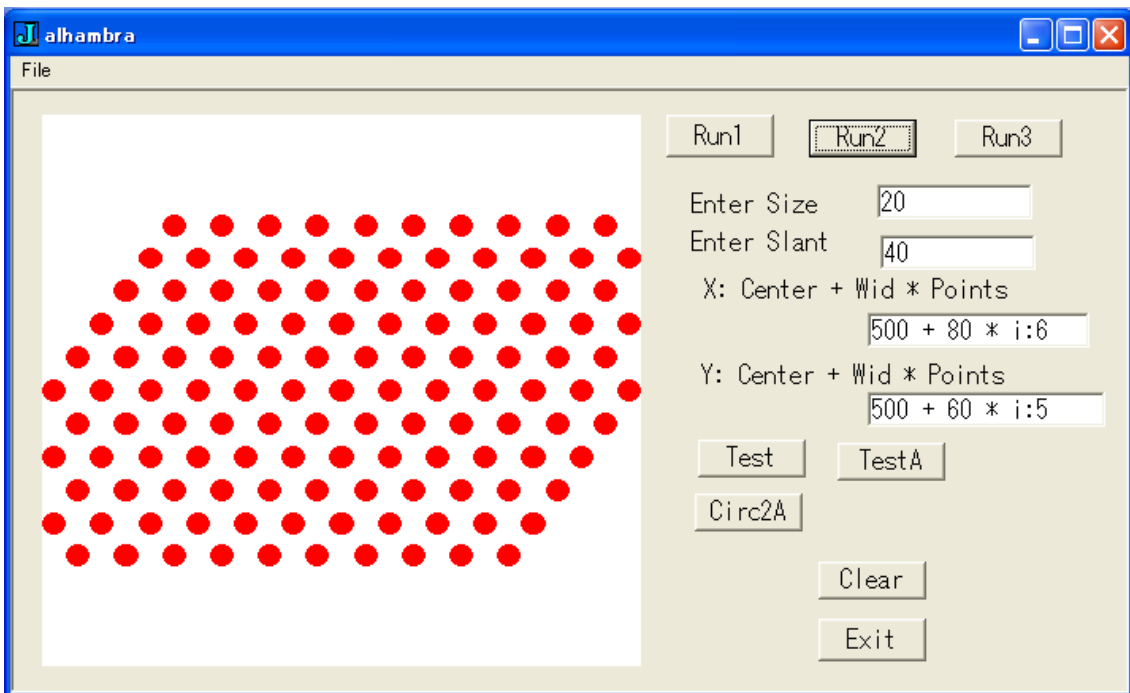 alhambra
File
Run1 Run2 Run3
Enter Size 20
Enter Slant 40
X: Center + Wid * Points
500 + 80 * i:6
Y: Center + Wid * Points
500 + 60 * i:5
Test TestA
Circ2A
Clear
Exit